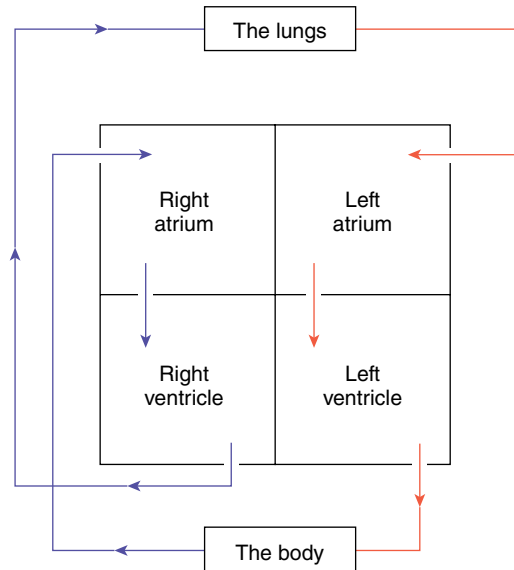 The lungs
Right
atrium
Left
atrium
Right
ventricle
Left
ventricle
The body